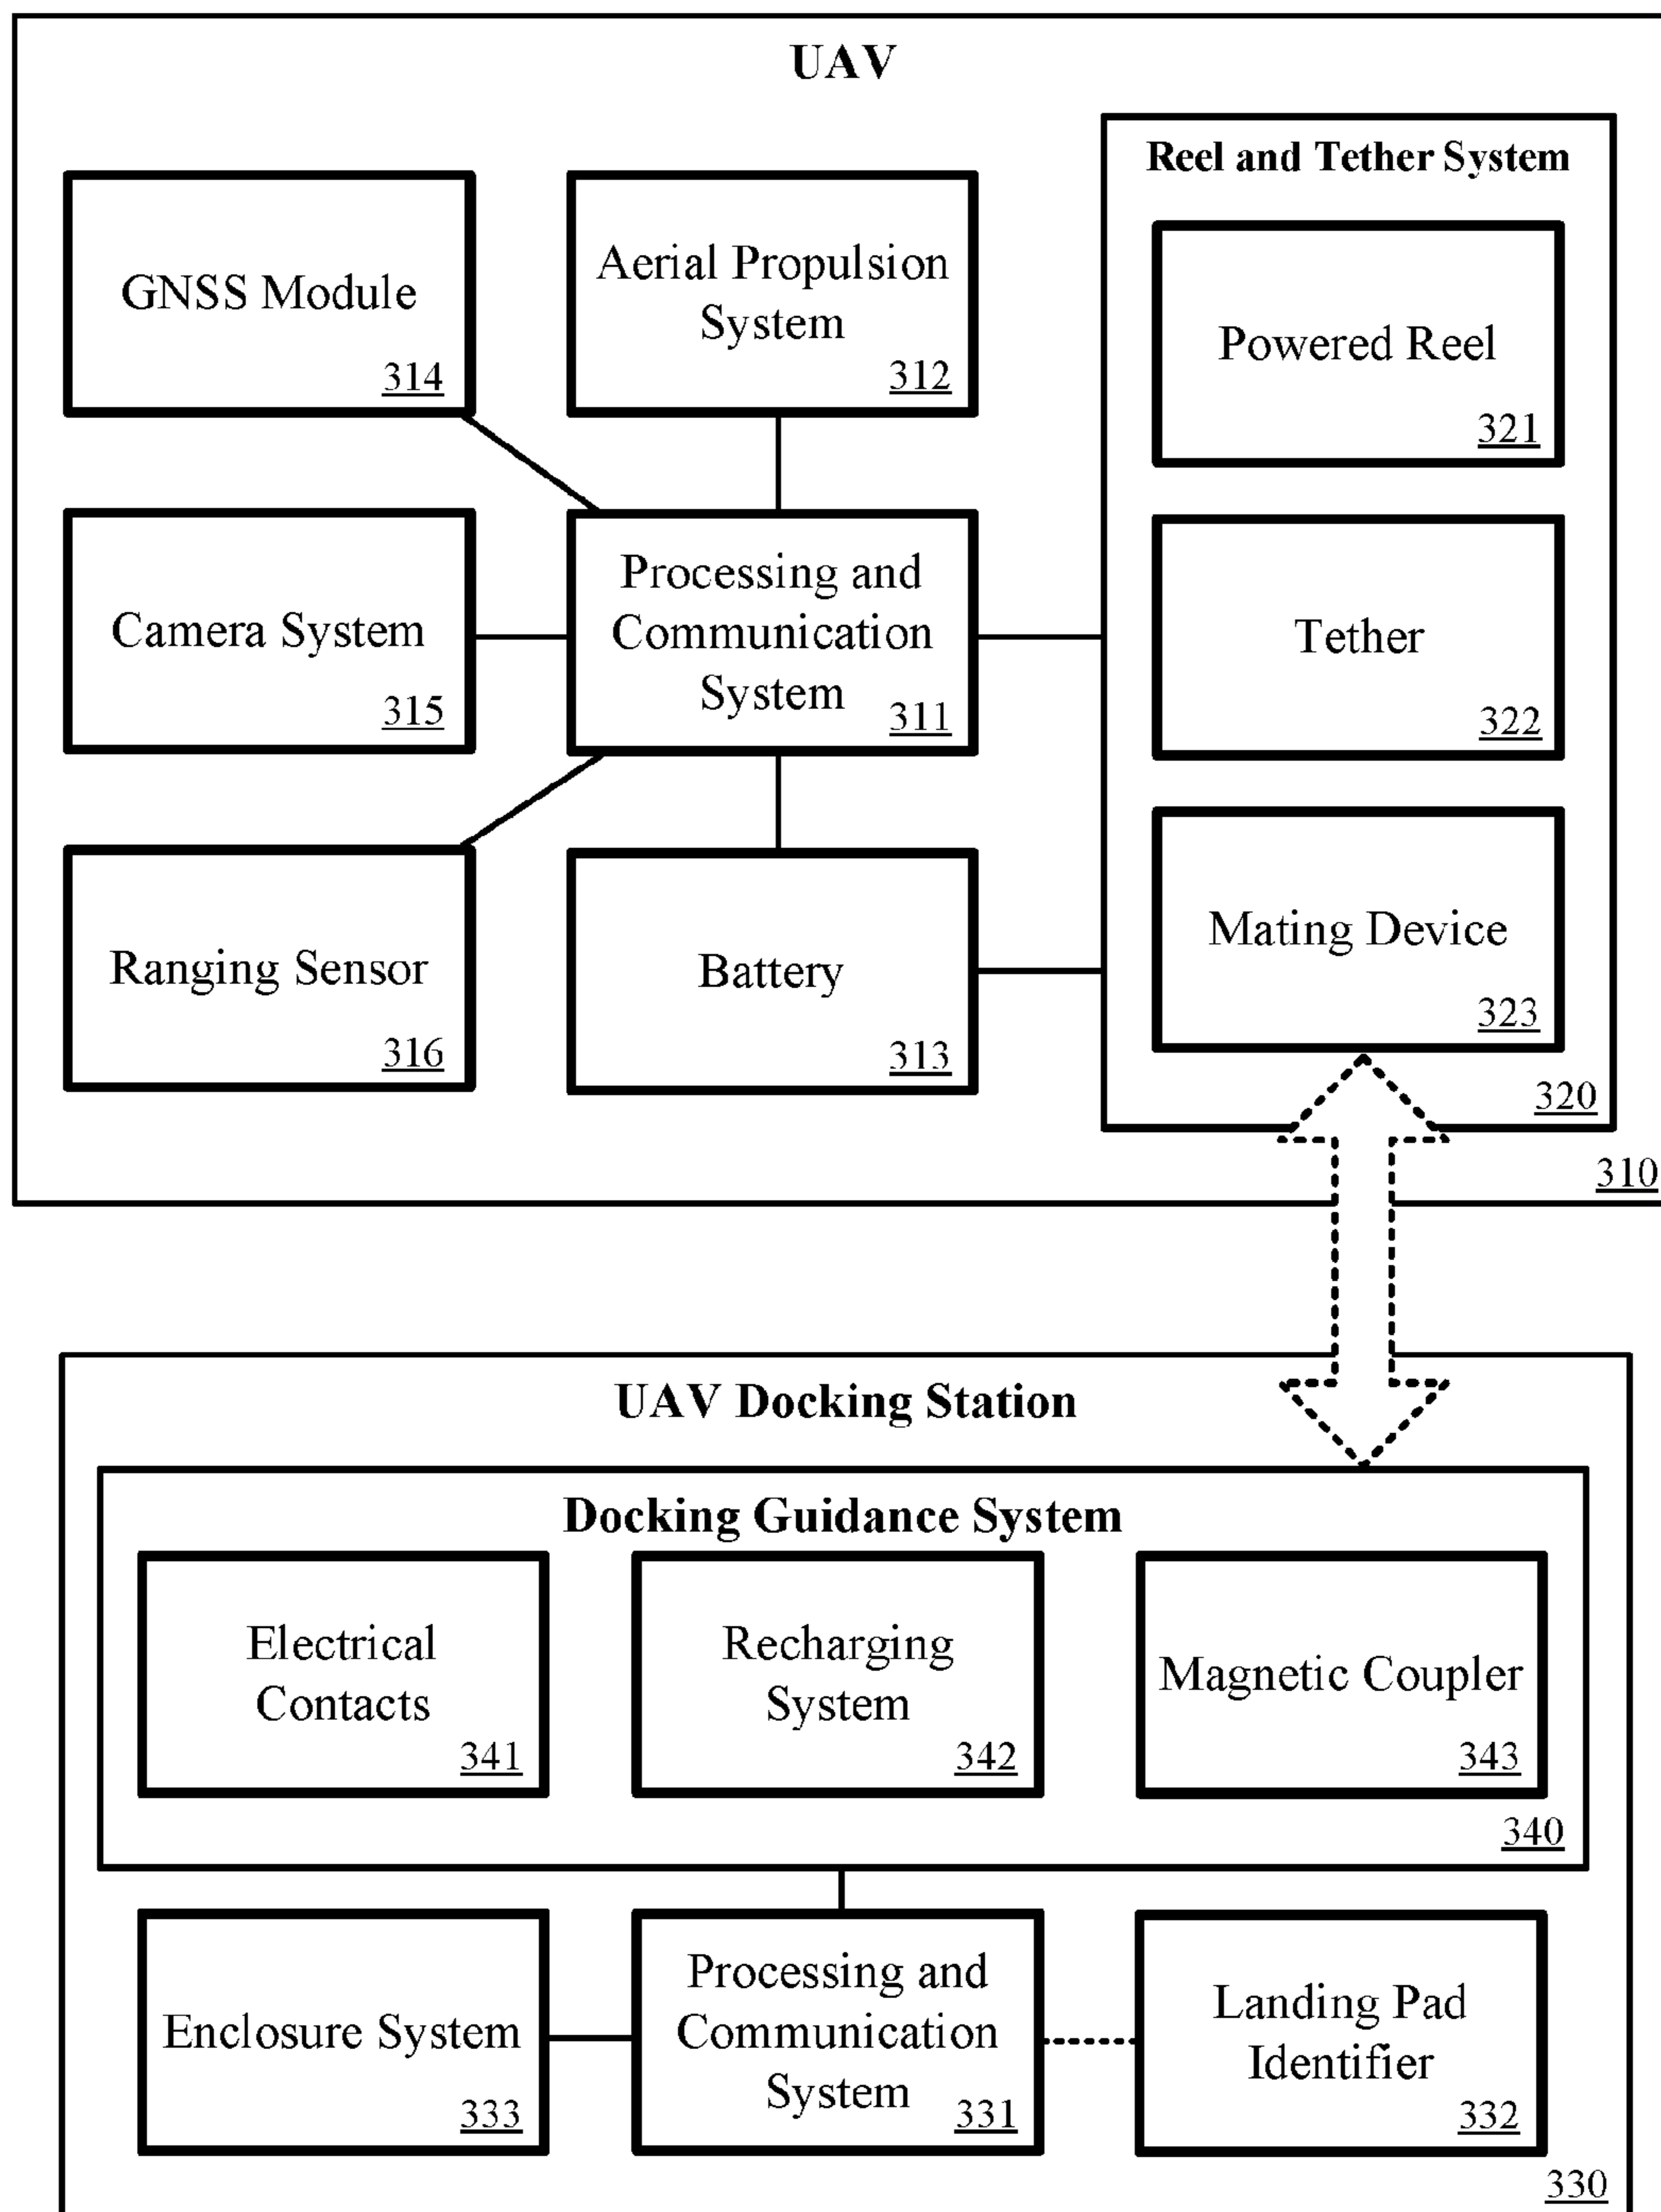 UAV
GNSS Module
314
Aerial Propulsion
System
312
Reel and Tether System
Powered Reel
321
Camera System
315
Processing and
Communication
System
311
Tether
322
Ranging Sensor
316
Battery
313
Mating Device
323
320
310
UAV Docking Station
Docking Guidance System
Electrical
Contacts
341
Recharging
System
342
Magnetic Coupler
343
340
Enclosure System
333
Processing and
Communication
System
331
Landing Pad
Identifier
332
330